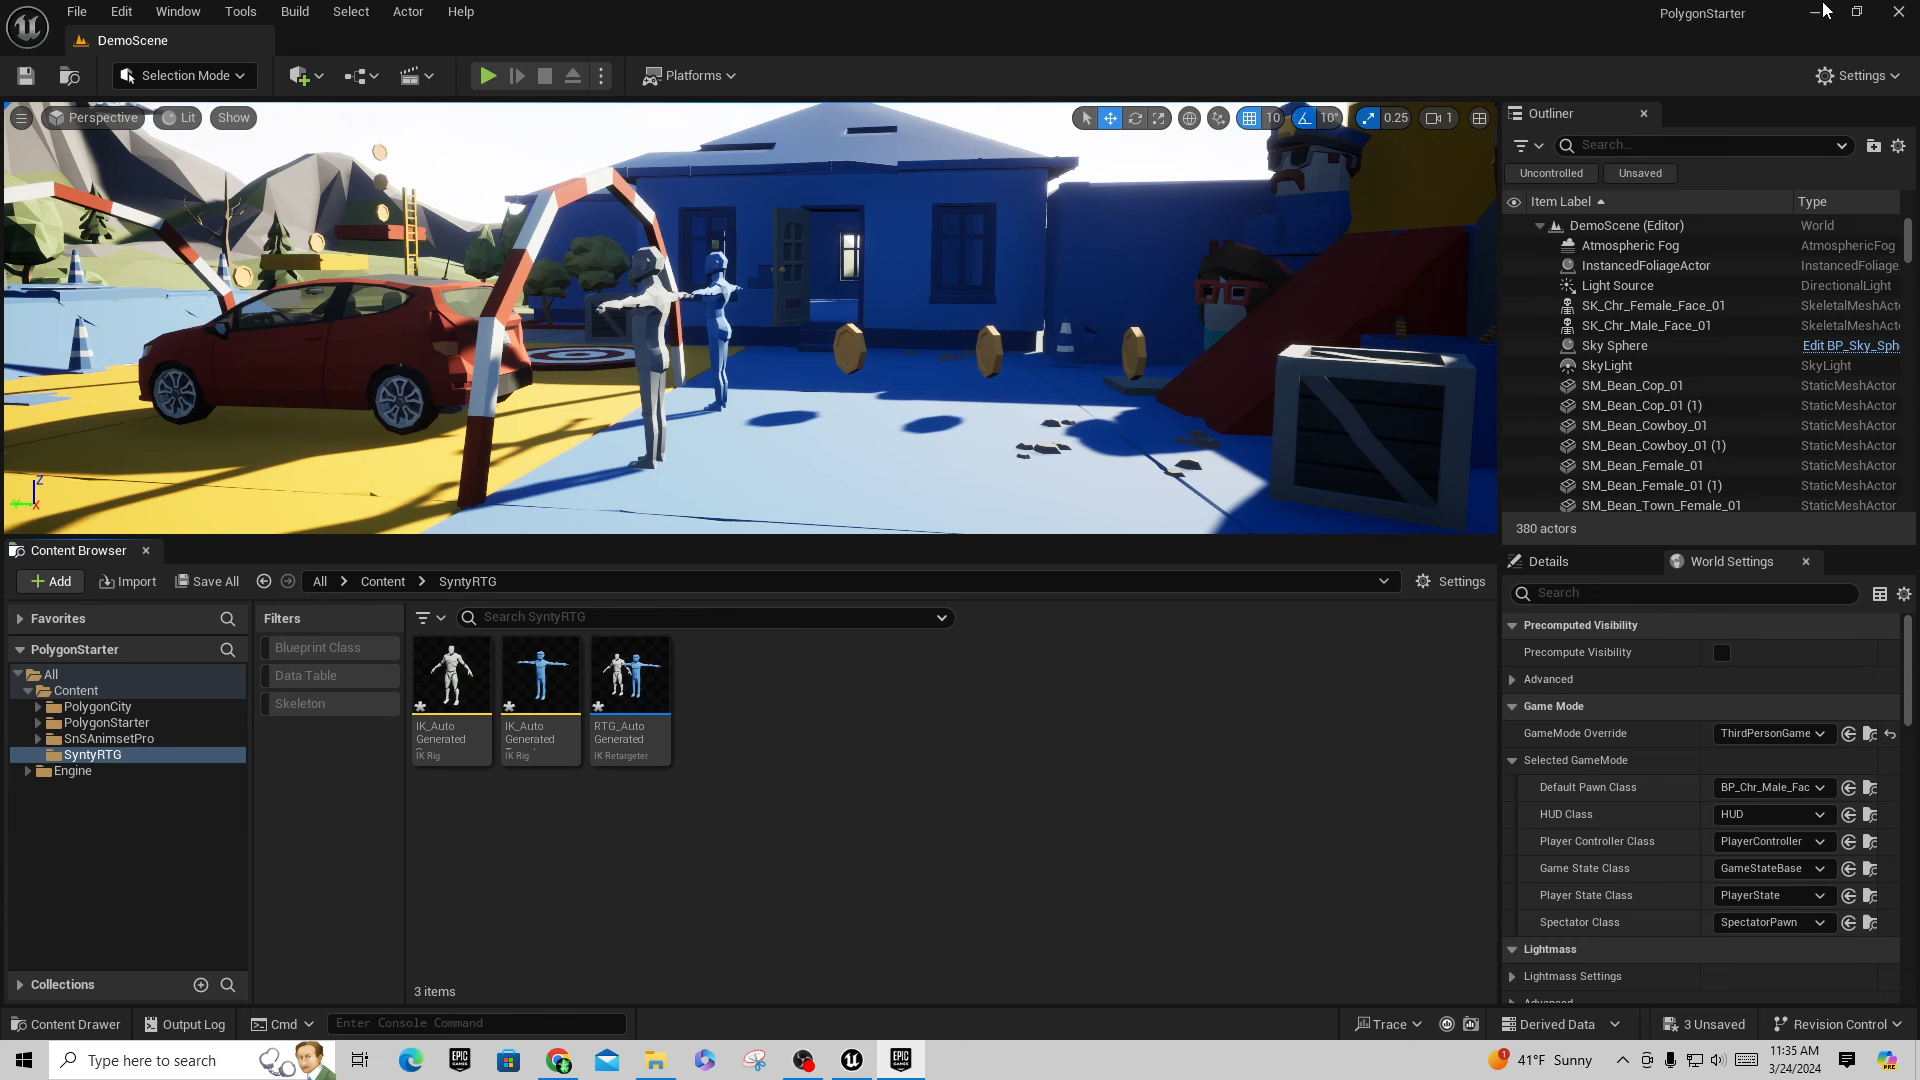 File Edit Window Tools Build Select Actor Help
PolygonStarter
DemoScene
Selection Mode
Platforms
Settings
Perspective Lit Show
10 10° 0.25 1
Outliner
Search...
Uncontrolled Unsaved
Item Label Type
DemoScene (Editor) World
Atmospheric Fog AtmosphericFog
InstancedFoliageActor InstancedFoliage
Light Source DirectionalLight
SK_Chr_Female_Face_01 SkeletalMeshAct
SK_Chr_Male_Face_01 SkeletalMeshAct
Sky Sphere Edit BP_Sky_Sph
SkyLight SkyLight
SM_Bean_Cop_01 StaticMeshActor
SM_Bean_Cop_01 (1) StaticMeshActor
SM_Bean_Cowboy_01 StaticMeshActor
SM_Bean_Cowboy_01 (1) StaticMeshActor
SM_Bean_Female_01 StaticMeshActor
SM_Bean_Female_01 (1) StaticMeshActor
SM_Bean_Town_Female_01 StaticMeshActor
380 actors
Z
Y
X
Content Browser
Add Import Save All All Content SyntyRTG Settings
Favorites
PolygonStarter
All
Content
PolygonCity
PolygonStarter
SnSAnimsetPro
SyntyRTG
Engine
Collections
Filters
Blueprint Class
Data Table
Skeleton
Search SyntyRTG
IK_Auto
Generated
IK Rig
IK_Auto
Generated
IK Rig
RTG_Auto
Generated
IK Retargeter
3 items
Details World Settings
Search
Precomputed Visibility
Precompute Visibility
Advanced
Game Mode
GameMode Override ThirdPersonGame
Selected GameMode
Default Pawn Class BP_Chr_Male_Fac
HUD Class HUD
Player Controller Class PlayerController
Game State Class GameStateBase
Player State Class PlayerState
Spectator Class SpectatorPawn
Lightmass
Lightmass Settings
Advanced
Content Drawer Output Log Cmd Enter Console Command
Trace Derived Data 3 Unsaved Revision Control
Type here to search
EPIC
GAMES
EPIC
GAMES
1
41°F Sunny
11:35 AM
3/24/2024
PRE